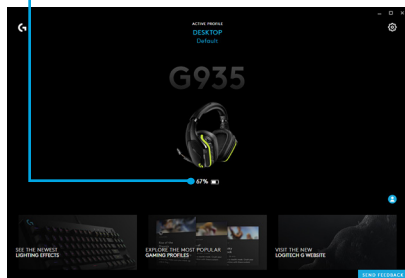 ACTIVE PROFILE
DESKTOP
Default
G935
67%
SEE THE NEWEST
LIGHTING EFFECTS
EXPLORE THE MOST POPULAR
GAMING PROFILES
VISIT THE NEW
LOGITECH G WEBSITE
SEND FEEDBACK